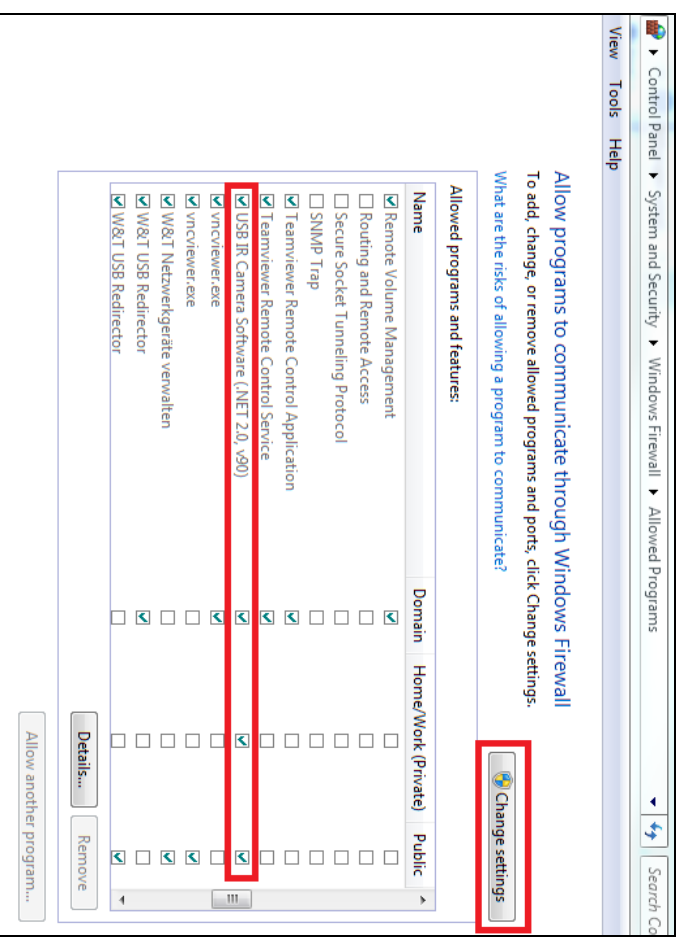 Control Panel ▸ System and Security ▸ Windows Firewall ▸ Allowed Programs
Search Co
View Tools Help
Allow programs to communicate through Windows Firewall
To add, change, or remove allowed programs and ports, click Change settings.
What are the risks of allowing a program to communicate?
Change settings
Allowed programs and features:
Name Domain Home/Work (Private) Public
Remote Volume Management
Routing and Remote Access
Secure Socket Tunneling Protocol
SNMP Trap
Teamviewer Remote Control Application
Teamviewer Remote Control Service
USB IR Camera Software (.NET 2.0, v90)
vncviewer.exe
vncviewer.exe
W&T Netzwerkgeräte verwalten
W&T USB Redirector
W&T USB Redirector
Details... Remove
Allow another program...